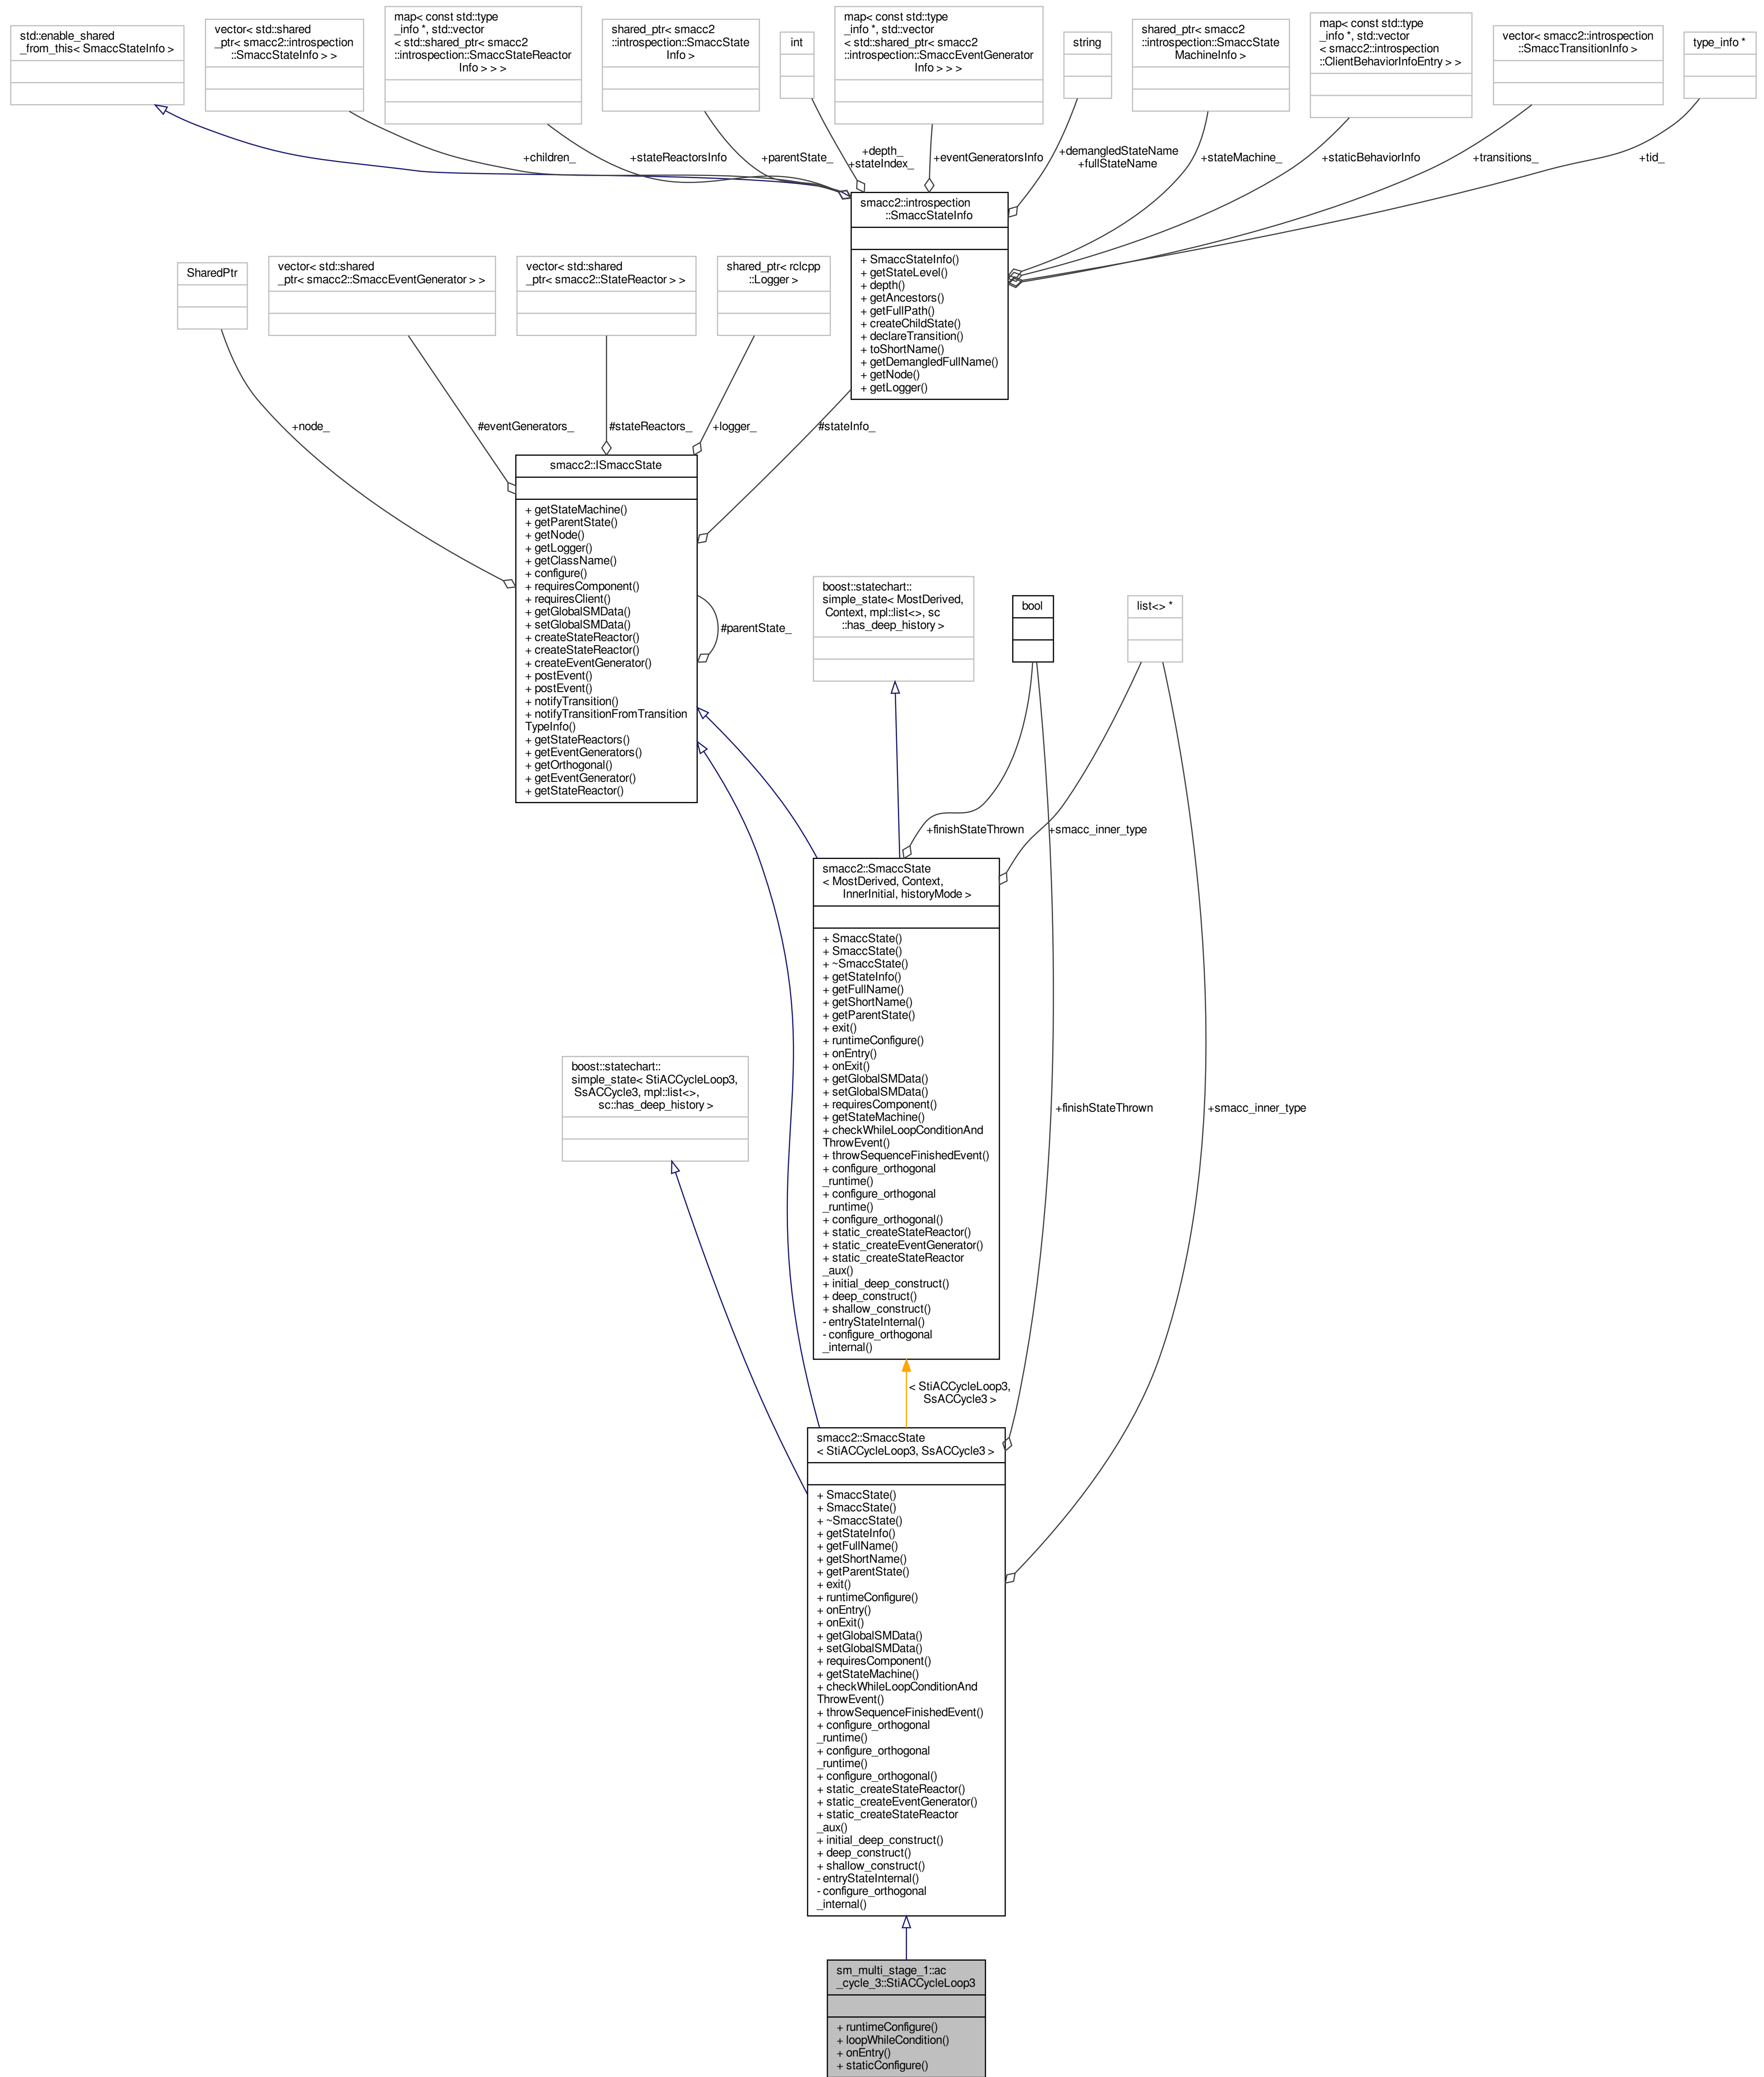 std::enable_shared
_from_this< SmaccStateInfo >
vector< std::shared
_ptr< smacc2::introspection
::SmaccStateInfo > >
map< const std::type
_info *, std::vector
< std::shared_ptr< smacc2
::introspection::SmaccStateReactor
Info > > >
shared_ptr< smacc2
::introspection::SmaccState
Info >
int
map< const std::type
_info *, std::vector
< std::shared_ptr< smacc2
::introspection::SmaccEventGenerator
Info > > >
string
shared_ptr< smacc2
::introspection::SmaccState
MachineInfo >
map< const std::type
_info *, std::vector
< smacc2::introspection
::ClientBehaviorInfoEntry > >
vector< smacc2::introspection
::SmaccTransitionInfo >
type_info *
+children_
+stateReactorsInfo
+parentState_
+depth_
+stateIndex_
+eventGeneratorsInfo
+demangledStateName
+fullStateName
+stateMachine_
+staticBehaviorInfo
+transitions_
+tid_
smacc2::introspection
::SmaccStateInfo
+ SmaccStateInfo()
+ getStateLevel()
+ depth()
+ getAncestors()
+ getFullPath()
+ createChildState()
+ declareTransition()
+ toShortName()
+ getDemangledFullName()
+ getNode()
+ getLogger()
SharedPtr
vector< std::shared
_ptr< smacc2::SmaccEventGenerator > >
vector< std::shared
_ptr< smacc2::StateReactor > >
shared_ptr< rclcpp
::Logger >
+node_
#eventGenerators_
#stateReactors_
+logger_
#stateInfo_
smacc2::ISmaccState
+ getStateMachine()
+ getParentState()
+ getNode()
+ getLogger()
+ getClassName()
+ configure()
+ requiresComponent()
+ requiresClient()
+ getGlobalSMData()
+ setGlobalSMData()
+ createStateReactor()
+ createStateReactor()
+ createEventGenerator()
+ postEvent()
+ postEvent()
+ notifyTransition()
+ notifyTransitionFromTransition
TypeInfo()
+ getStateReactors()
+ getEventGenerators()
+ getOrthogonal()
+ getEventGenerator()
+ getStateReactor()
#parentState_
boost::statechart::
simple_state< MostDerived,
Context, mpl::list<>, sc
::has_deep_history >
bool
list<> *
+finishStateThrown
+smacc_inner_type
smacc2::SmaccState
< MostDerived, Context,
InnerInitial, historyMode >
+ SmaccState()
+ SmaccState()
+ ~SmaccState()
+ getStateInfo()
+ getFullName()
+ getShortName()
+ getParentState()
+ exit()
+ runtimeConfigure()
+ onEntry()
+ onExit()
+ getGlobalSMData()
+ setGlobalSMData()
+ requiresComponent()
+ getStateMachine()
+ checkWhileLoopConditionAnd
ThrowEvent()
+ throwSequenceFinishedEvent()
+ configure_orthogonal
_runtime()
+ configure_orthogonal
_runtime()
+ configure_orthogonal()
+ static_createStateReactor()
+ static_createEventGenerator()
+ static_createStateReactor
_aux()
+ initial_deep_construct()
+ deep_construct()
+ shallow_construct()
- entryStateInternal()
- configure_orthogonal
_internal()
boost::statechart::
simple_state< StiACCycleLoop3,
SsACCycle3, mpl::list<>,
sc::has_deep_history >
+finishStateThrown
+smacc_inner_type
< StiACCycleLoop3,
SsACCycle3 >
smacc2::SmaccState
< StiACCycleLoop3, SsACCycle3 >
+ SmaccState()
+ SmaccState()
+ ~SmaccState()
+ getStateInfo()
+ getFullName()
+ getShortName()
+ getParentState()
+ exit()
+ runtimeConfigure()
+ onEntry()
+ onExit()
+ getGlobalSMData()
+ setGlobalSMData()
+ requiresComponent()
+ getStateMachine()
+ checkWhileLoopConditionAnd
ThrowEvent()
+ throwSequenceFinishedEvent()
+ configure_orthogonal
_runtime()
+ configure_orthogonal
_runtime()
+ configure_orthogonal()
+ static_createStateReactor()
+ static_createEventGenerator()
+ static_createStateReactor
_aux()
+ initial_deep_construct()
+ deep_construct()
+ shallow_construct()
- entryStateInternal()
- configure_orthogonal
_internal()
sm_multi_stage_1::ac
_cycle_3::StiACCycleLoop3
+ runtimeConfigure()
+ loopWhileCondition()
+ onEntry()
+ staticConfigure()